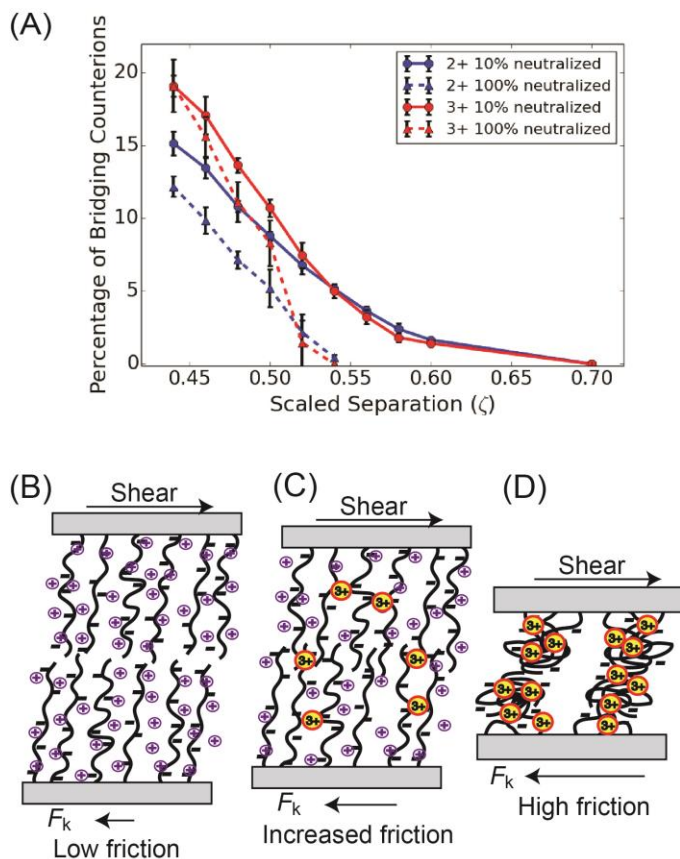 (A)
Percentage of Bridging Counterions
20
15
10
5
0
2+ 10% neutralized
2+ 100% neutralized
3+ 10% neutralized
3+ 100% neutralized
0.45 0.50 0.55 0.60 0.65 0.70
Scaled Separation (ζ)
(B)
Shear
Fk
Low friction
(C)
Shear
3+
3+
3+
3+
3+
3+
Fk
Increased friction
(D)
Shear
3+
3+
3+
3+
3+
3+
3+
3+
3+
3+
3+
3+
Fk
High friction